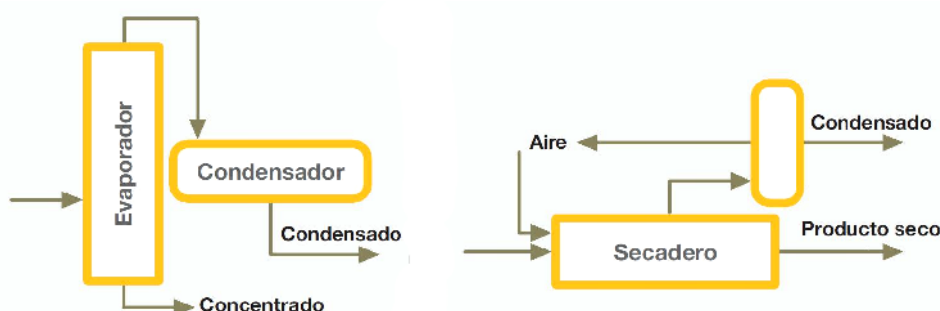 Evaporador
Condensador
Condensado
Concentrado
Aire
Condensado
Secadero
Producto seco